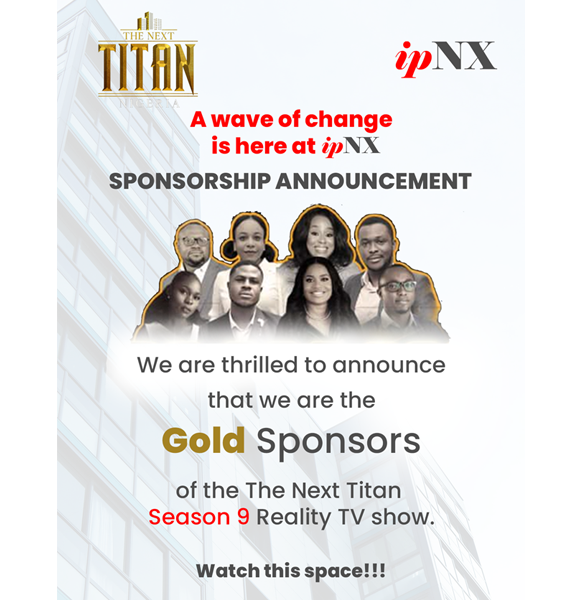 THE NEXT
TITAN
NIGERIA
ipNX
A wave of change
is here at ipNX
SPONSORSHIP ANNOUNCEMENT
We are thrilled to announce
that we are the
Gold Sponsors
of the The Next Titan
Season 9 Reality TV show.
Watch this space!!!